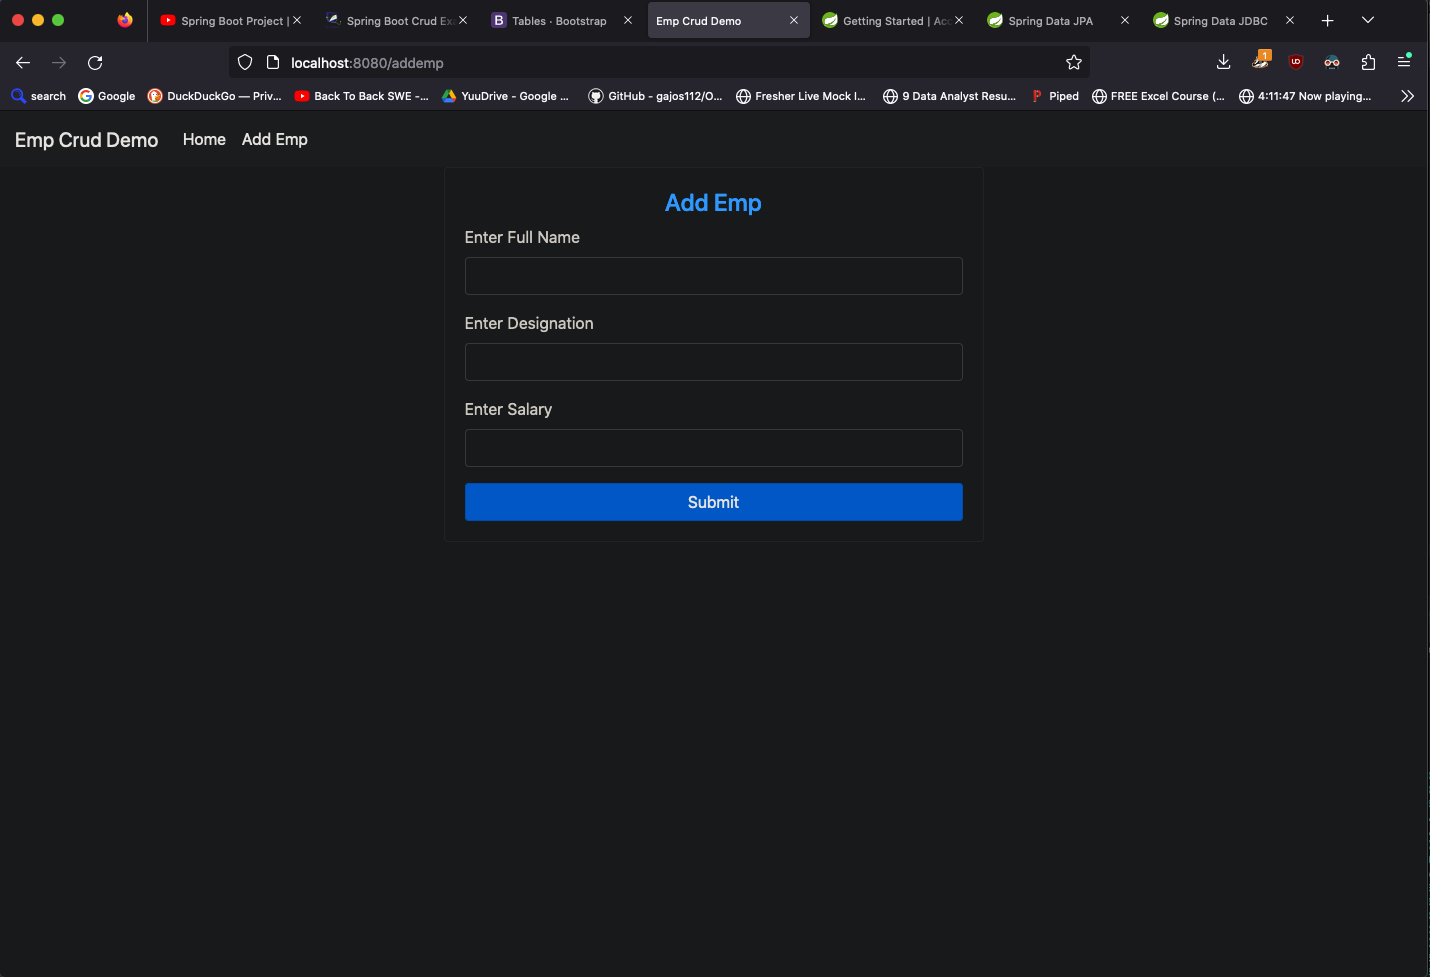 Spring Boot Project |
Spring Boot Crud Ex
Tables · Bootstrap
Emp Crud Demo
Getting Started | Acc
Spring Data JPA
Spring Data JDBC
localhost:8080/addemp
1
search
Google
DuckDuckGo — Priv...
Back To Back SWE -...
YuuDrive - Google ...
GitHub - gajos112/O...
Fresher Live Mock I...
9 Data Analyst Resu...
Piped
FREE Excel Course (...
4:11:47 Now playing...
Emp Crud Demo
Home
Add Emp
Add Emp
Enter Full Name
Enter Designation
Enter Salary
Submit